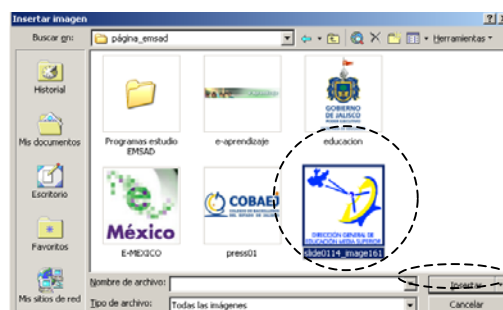 Insertar imagen
Buscar en:
página_emsad
Herramientas
Historial
Mis documentos
Escritorio
Favoritos
Mis sitios de red
Programas estudio
EMSAD
e-aprendizaje
GOBIERNO
DE JALISCO
educacion
e
México
E-MEXICO
COBAEJ
press01
DIRECCIÓN GENERAL DE
EDUCACIÓN MEDIA SUPERIOR
slide0114_image161
Nombre de archivo:
Insertar
Tipo de archivo:
Todas las imágenes
Cancelar